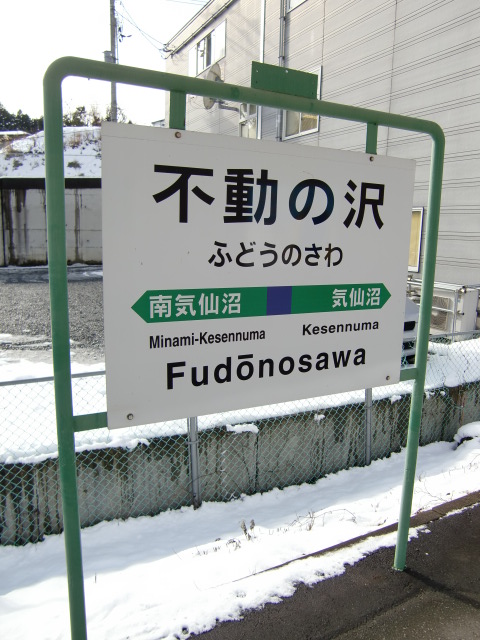 不動の沢
ふどうのさわ
南気仙沼 気仙沼
Minami-Kesennuma Kesennuma
Fudōnosawa